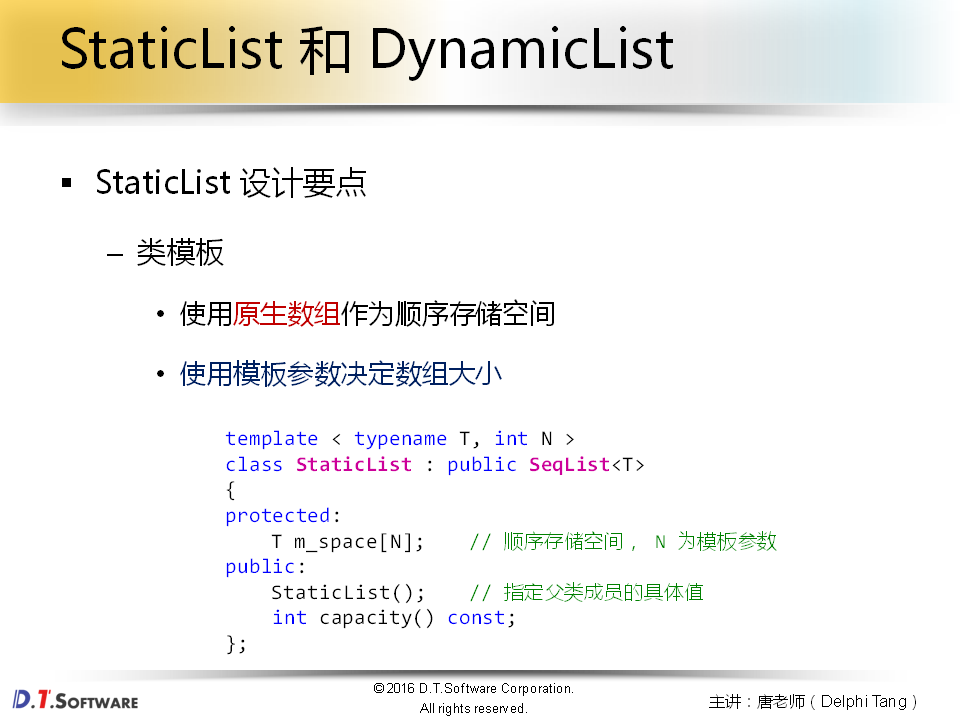 StaticList 和 DynamicList
▪ StaticList 设计要点
– 类模板
• 使用原生数组作为顺序存储空间
• 使用模板参数决定数组大小
template < typename T, int N >
class StaticList : public SeqList<T>
{
protected:
    T m_space[N];    // 顺序存储空间， N 为模板参数
public:
    StaticList();    // 指定父类成员的具体值
    int capacity() const;
};
D.T.SOFTWARE
©2016 D.T.Software Corporation.
All rights reserved.
主讲：唐老师（Delphi Tang）